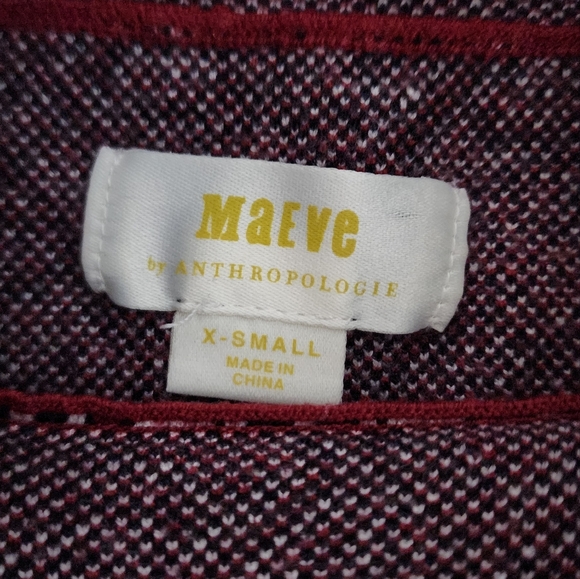 MaEVe
by ANTHROPOLOGIE
X-SMALL
MADE IN
CHINA